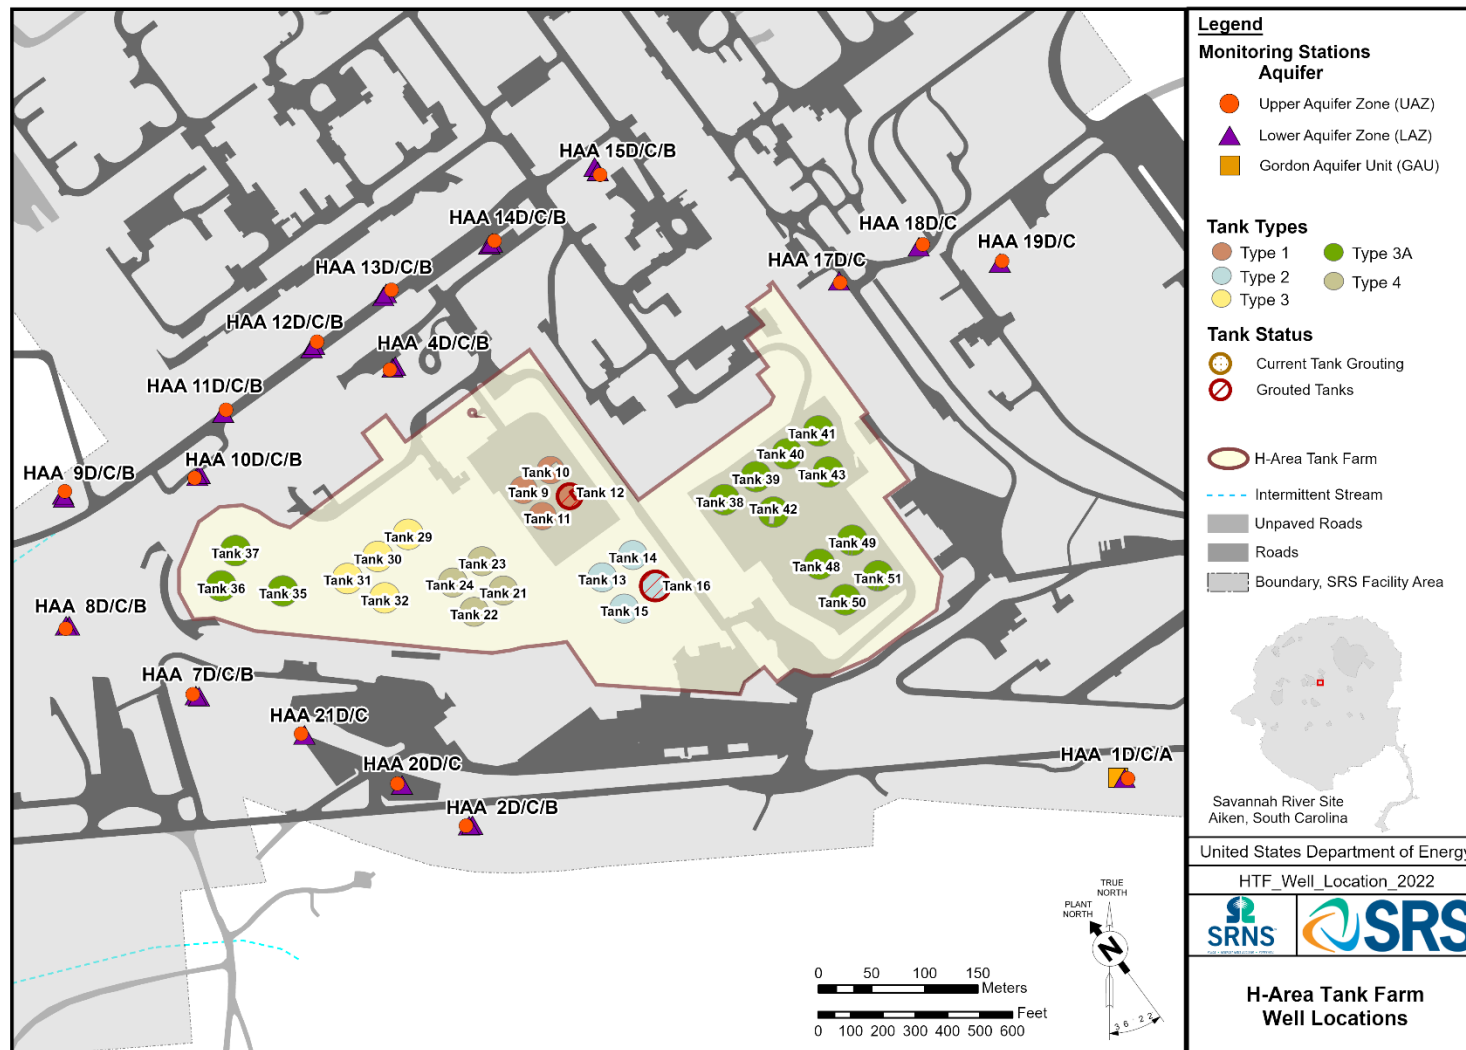 HAA 15D/C/B
HAA 14D/C/B
HAA 18D/C
HAA 19D/C
HAA 17D/C
HAA 13D/C/B
HAA 12D/C/B
HAA 4D/C/B
HAA 11D/C/B
HAA 10D/C/B
HAA 9D/C/B
HAA 8D/C/B
HAA 7D/C/B
HAA 21D/C
HAA 20D/C
HAA 2D/C/B
HAA 1D/C/A
Tank 41
Tank 40
Tank 43
Tank 39
Tank 38
Tank 42
Tank 49
Tank 48
Tank 51
Tank 50
Tank 10
Tank 9
Tank 12
Tank 11
Tank 14
Tank 13
Tank 16
Tank 15
Tank 29
Tank 30
Tank 31
Tank 32
Tank 23
Tank 24
Tank 21
Tank 22
Tank 37
Tank 36
Tank 35
TRUE
NORTH
PLANT
NORTH
N
36°22'
0 50 100 150
Meters
Feet
0 100 200 300 400 500 600
Legend
Monitoring Stations
Aquifer
Upper Aquifer Zone (UAZ)
Lower Aquifer Zone (LAZ)
Gordon Aquifer Unit (GAU)
Tank Types
Type 1
Type 2
Type 3
Type 3A
Type 4
Tank Status
Current Tank Grouting
Grouted Tanks
H-Area Tank Farm
Intermittent Stream
Unpaved Roads
Roads
Boundary, SRS Facility Area
Savannah River Site
Aiken, South Carolina
United States Department of Energy
HTF_Well_Location_2022
SRNS
SRS
H-Area Tank Farm
Well Locations